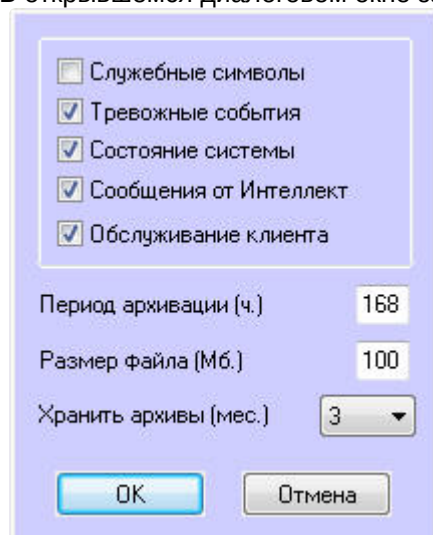 Служебные символы
Тревожные события
Состояние системы
Сообщения от Интеллект
Обслуживание клиента
Период архивации (ч.) 168
Размер файла (Мб.) 100
Хранить архивы (мес.) 3
OK Отмена